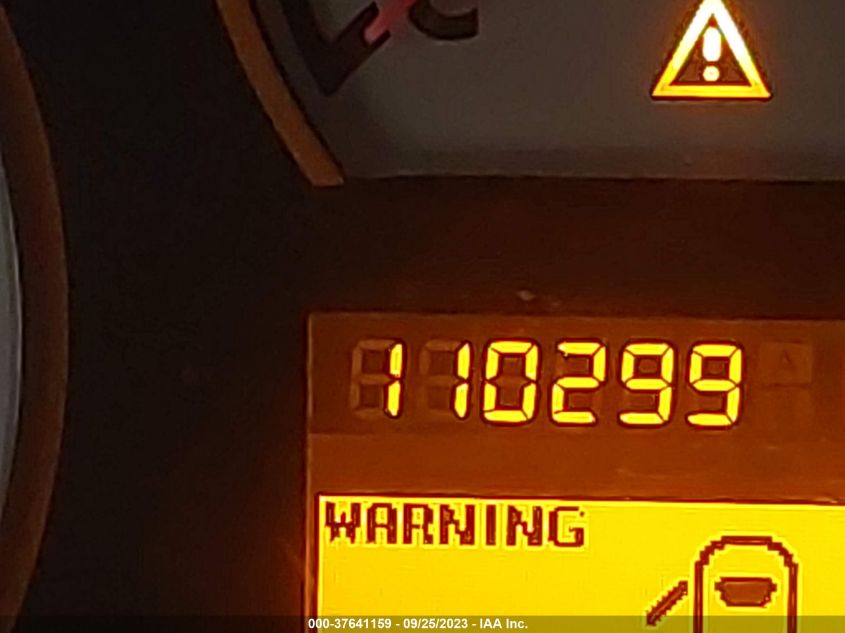 C
110299
WARNING
000-37641159 - 09/25/2023 - IAA Inc.